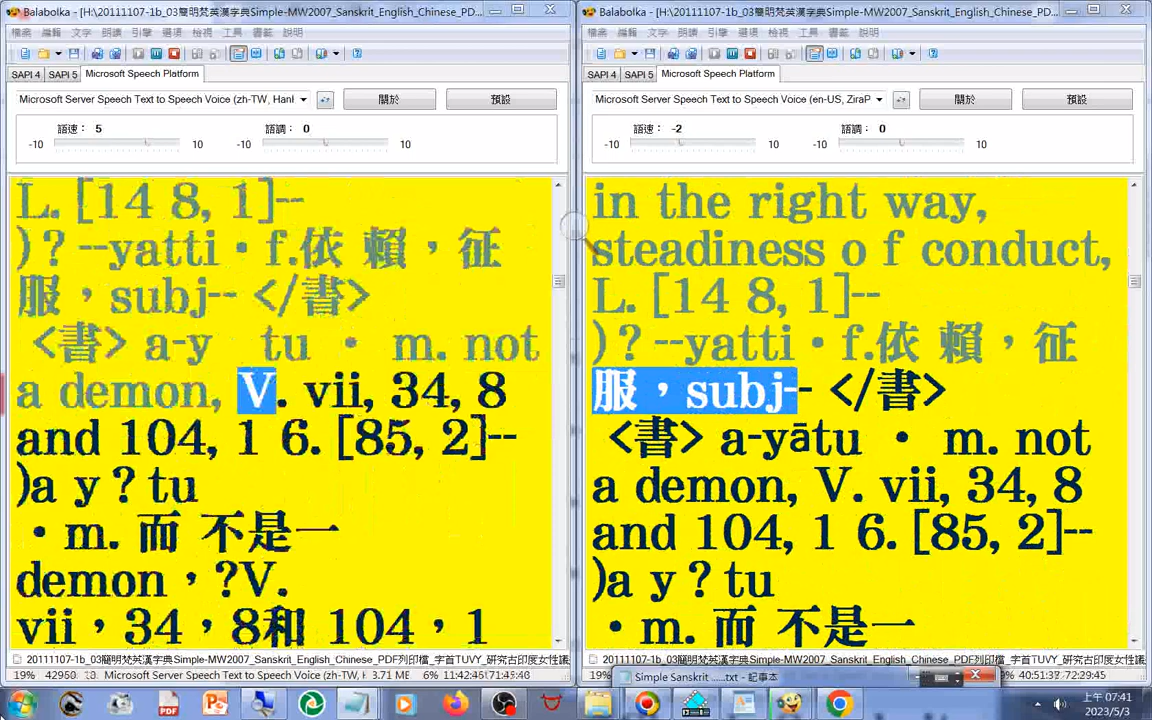 Balabolka - [H:\20111107-1b_03簡明梵英漢字典Simple-MW2007_Sanskrit_English_Chinese_PD...
檔案 編輯 文字 朗讀 引擎 選項 檢視 工具 書籤 說明
SAPI 4 SAPI 5 Microsoft Speech Platform
Microsoft Server Speech Text to Speech Voice (zh-TW, Hanl
關於
預設
語速： 5
語調： 0
-10 10 -10 10
L. [14 8, 1]--
)？--yatti‧f.依 賴，征
服，subj-- </書>
<書> a-y tu ‧ m. not
a demon, V. vii, 34, 8
and 104, 1 6. [85, 2]--
)a y？tu
‧m. 而 不是一
demon，?V.
vii，34，8和 104，1
20111107-1b_03簡明梵英漢字典Simple-MW2007_Sanskrit_English_Chinese_PDF列印檔_字首TUVY_研究古印度女性議
19% Microsoft Server Speech Text to Speech Voice (zh-TW, H 3.71 ME 6%
Balabolka - [H:\20111107-1b_03簡明梵英漢字典Simple-MW2007_Sanskrit_English_Chinese_PD...
檔案 編輯 文字 朗讀 引擎 選項 檢視 工具 書籤 說明
SAPI 4 SAPI 5 Microsoft Speech Platform
Microsoft Server Speech Text to Speech Voice (en-US, ZiraP
關於
預設
語速： -2
語調： 0
-10 10 -10 10
in the right way,
steadiness o f conduct,
L. [14 8, 1]--
)？--yatti‧f.依 賴，征
服，subj-- </書>
<書> a-yātu ‧ m. not
a demon, V. vii, 34, 8
and 104, 1 6. [85, 2]--
)a y？tu
‧m. 而 不是一
20111107-1b_03簡明梵英漢字典Simple-MW2007_Sanskrit_English_Chinese_PDF列印檔_字首TUVY_研究古印度女性議
19%
Simple Sanskrit ....txt - 記事本
40:51:37
上午 07:41
2023/5/3